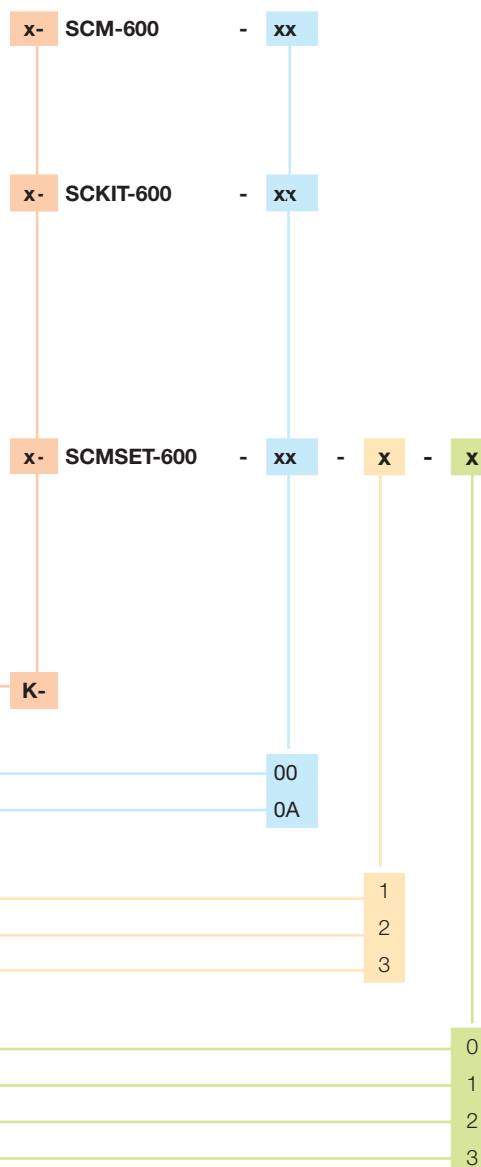 x- SCM-600 - xx
x- SCKIT-600 - xx
x- SCMSET-600 - xx - x - x
K-
00
0A
1
2
3
0
1
2
3